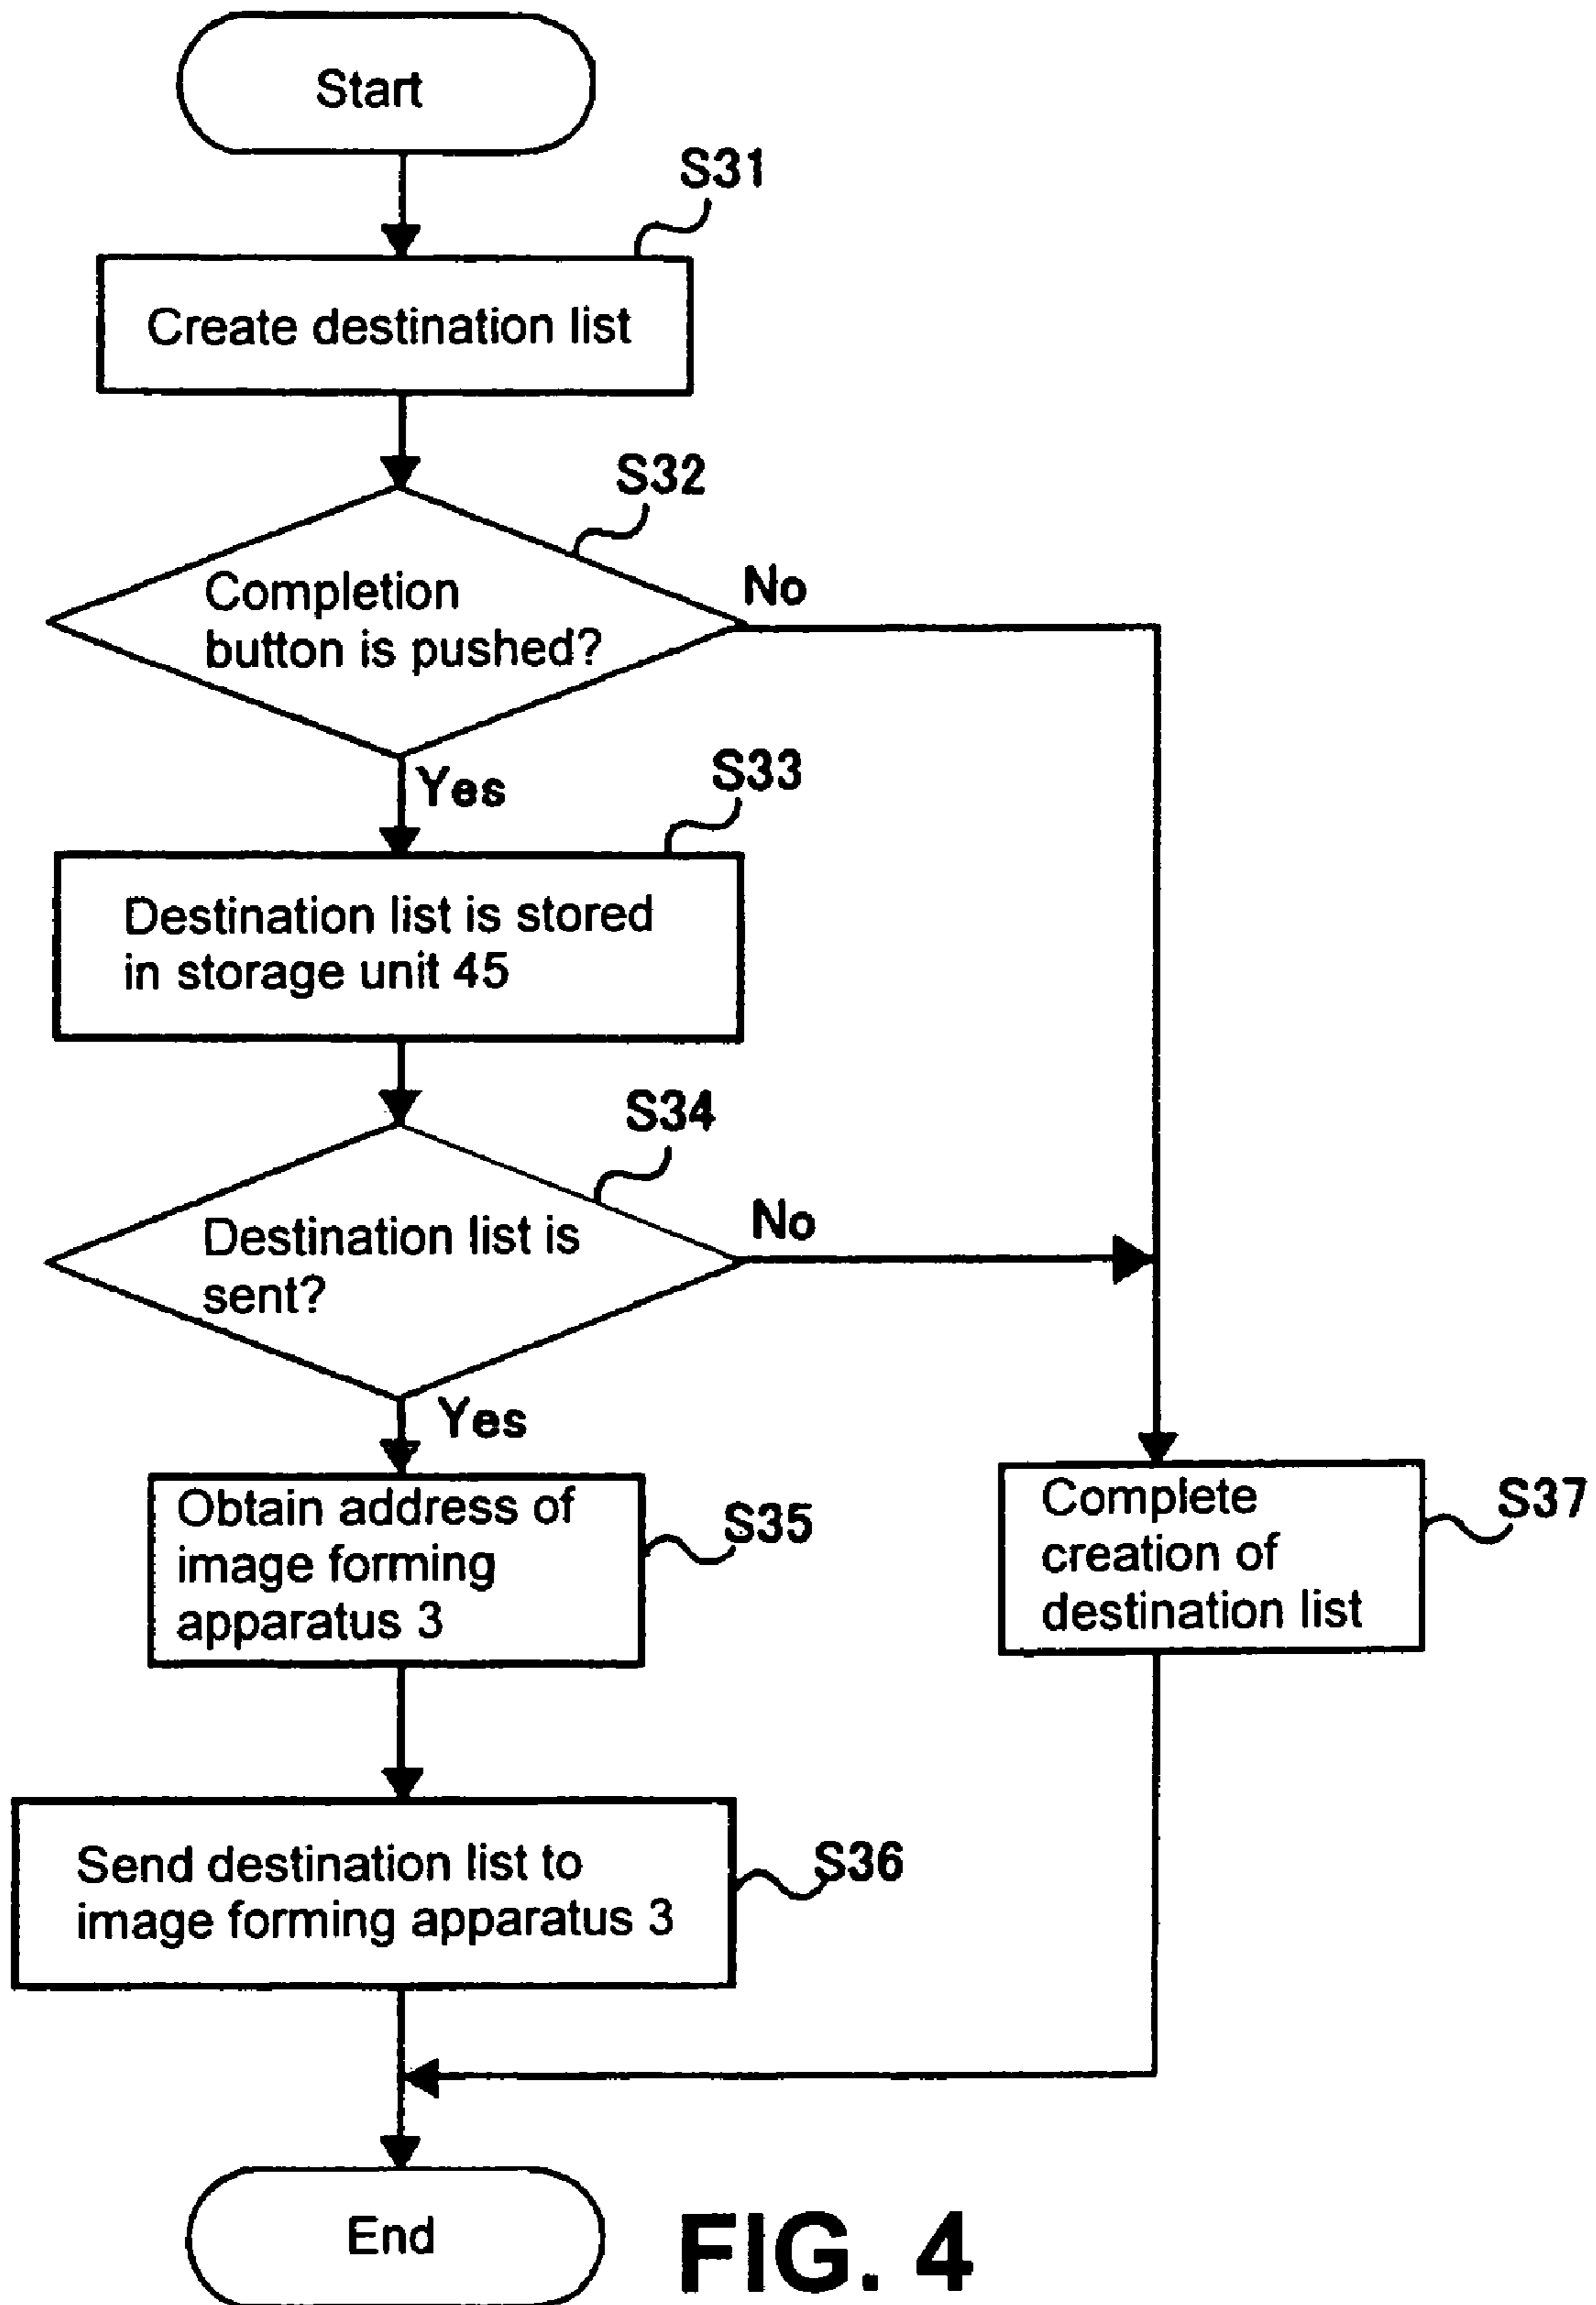 Start
S31
Create destination list
S32
Completion
button is pushed?
No
Yes
S33
Destination list is stored
in storage unit 45
S34
Destination list is
sent?
No
Yes
Obtain address of
image forming
apparatus 3
S35
Complete
creation of
destination list
S37
Send destination list to
image forming apparatus 3
S36
End
FIG. 4